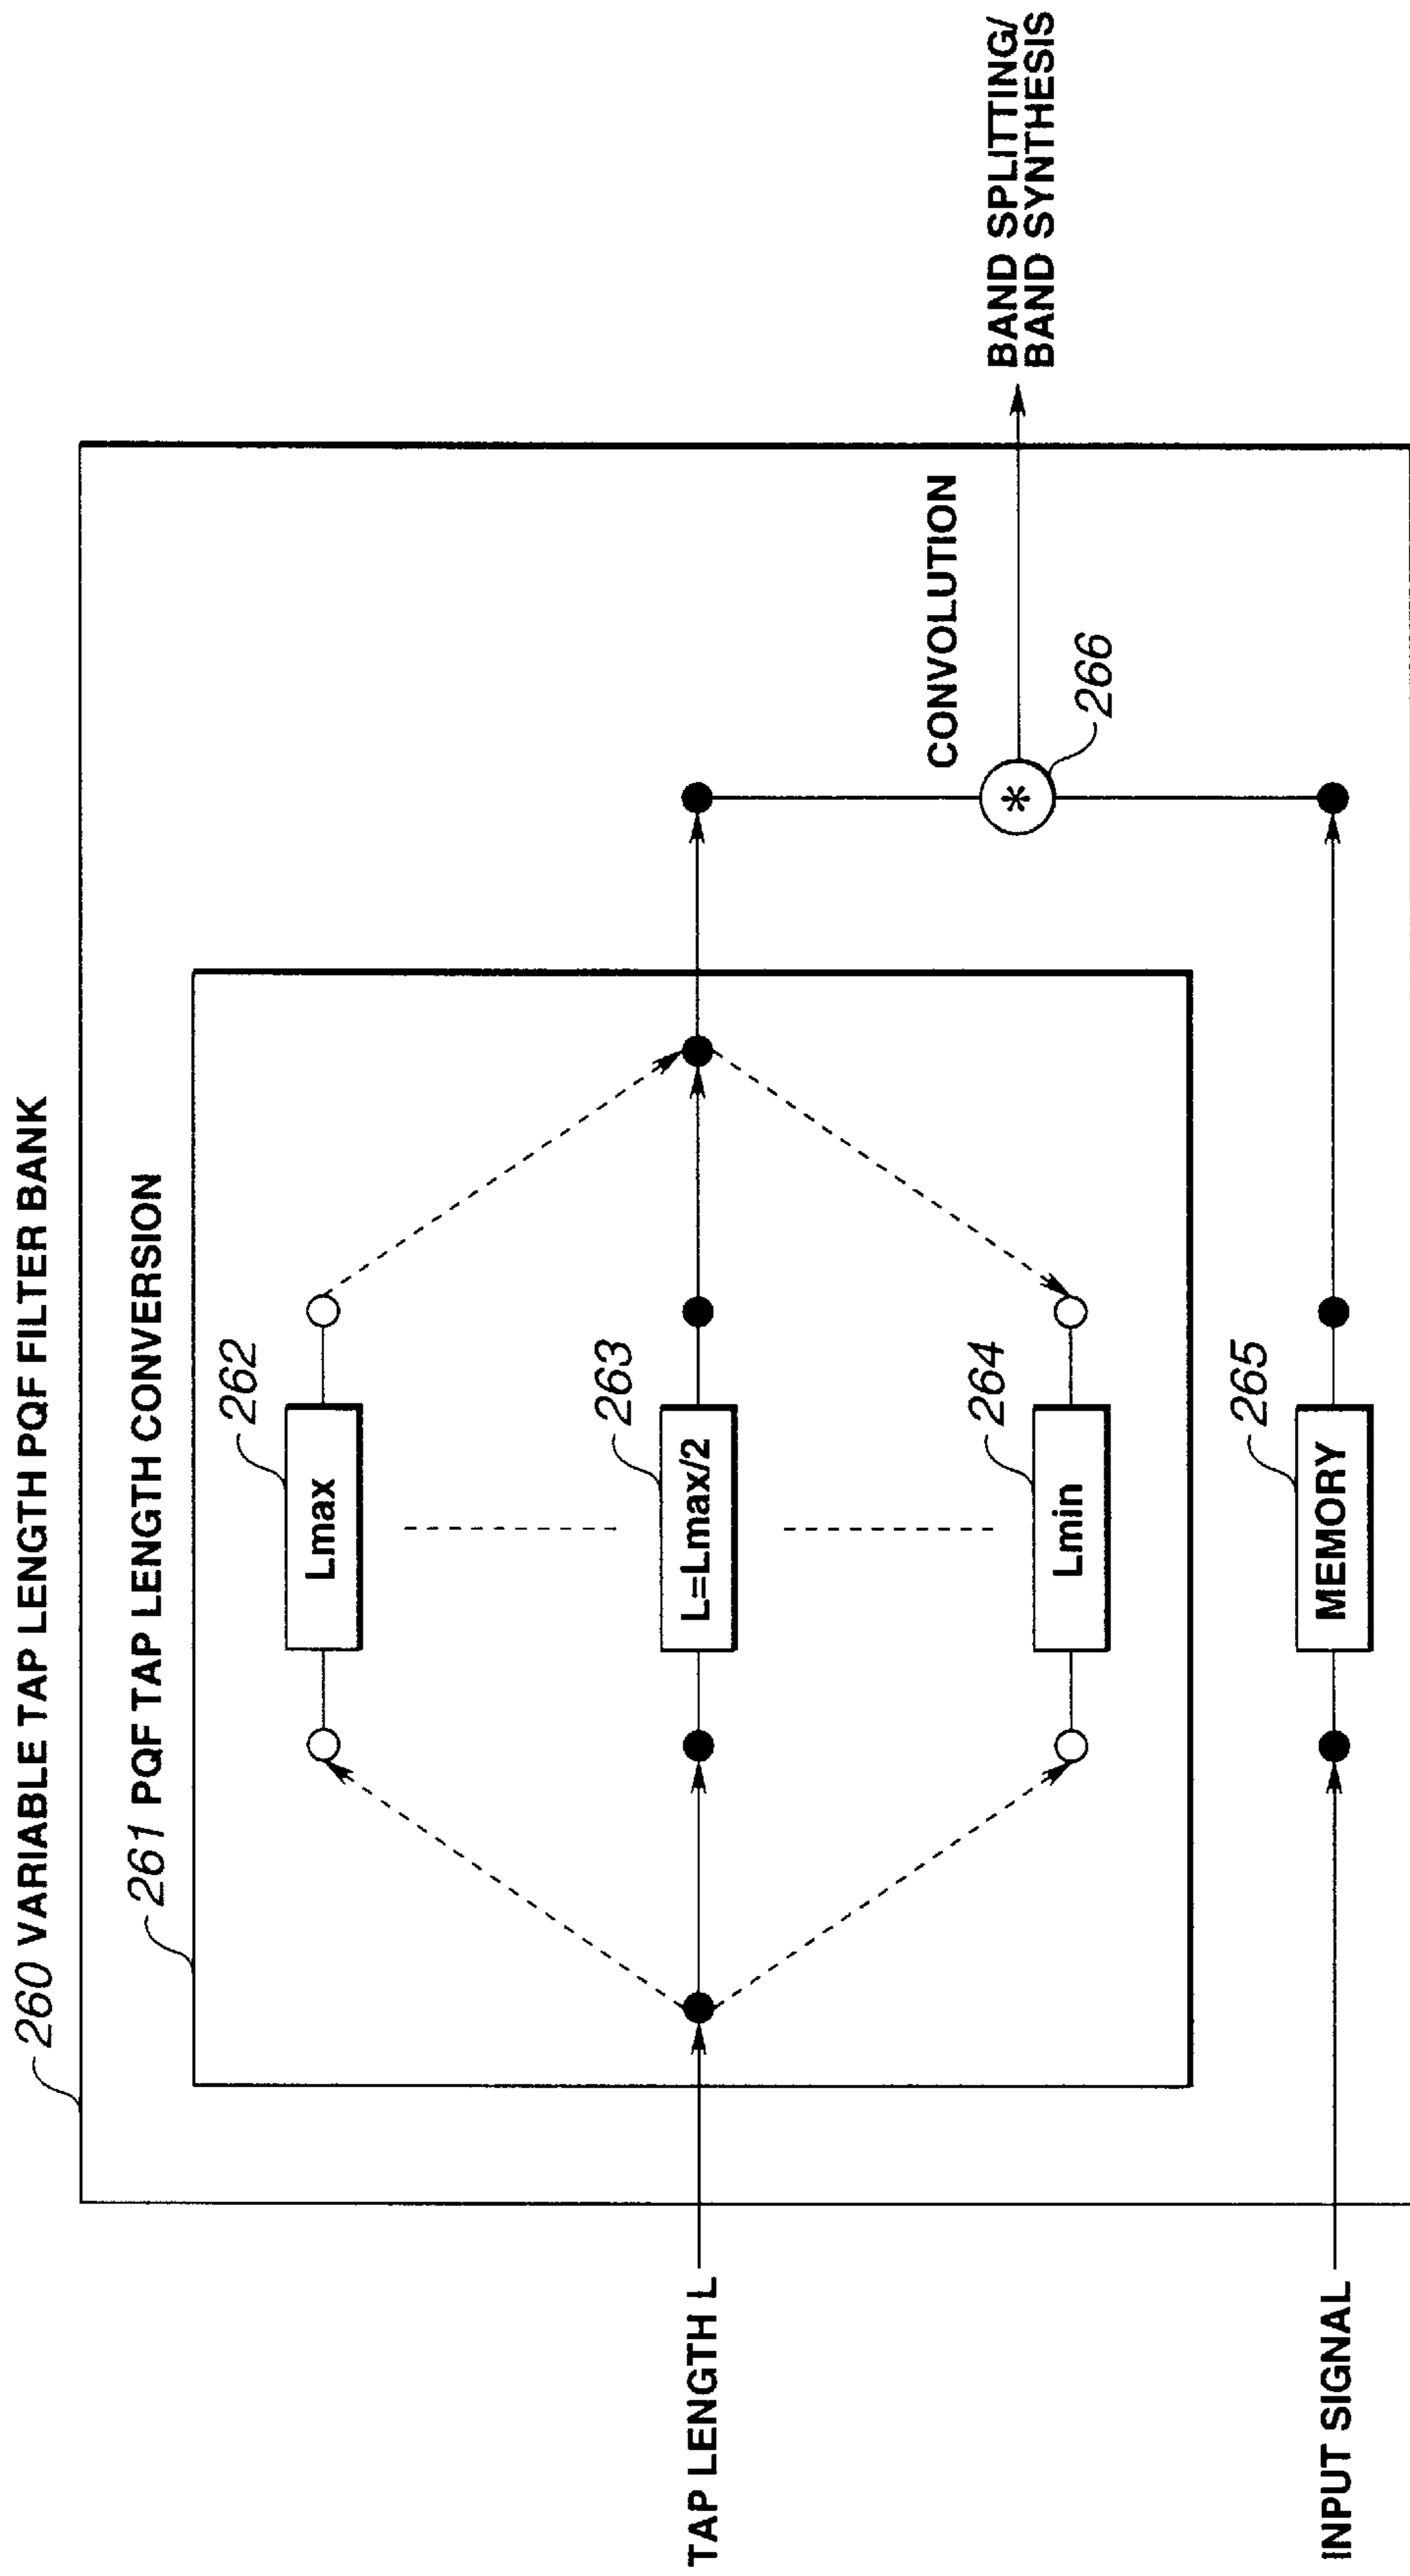 260 VARIABLE TAP LENGTH PQF FILTER BANK
261 PQF TAP LENGTH CONVERSION
262
Lmax
263
L=Lmax/2
264
Lmin
265
MEMORY
TAP LENGTH L
INPUT SIGNAL
CONVOLUTION
*
266
BAND SPLITTING/
BAND SYNTHESIS